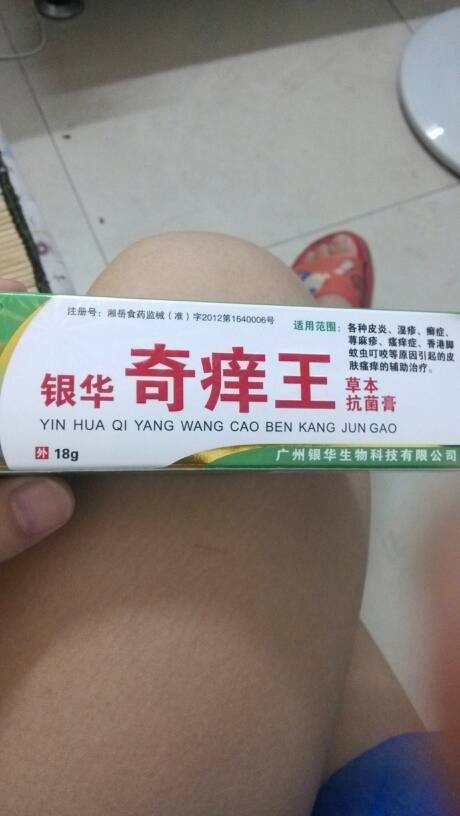 注册号：湘岳食药监械（准）字2012第1640006号
适用范围：各种皮炎、湿疹、癣症、
荨麻疹、瘙痒症、香港脚
蚊虫叮咬等原因引起的皮
肤瘙痒的辅助治疗。
银华 奇痒王 草本
抗菌膏
YIN HUA QI YANG WANG CAO BEN KANG JUN GAO
外 18g
广州银华生物科技有限公司